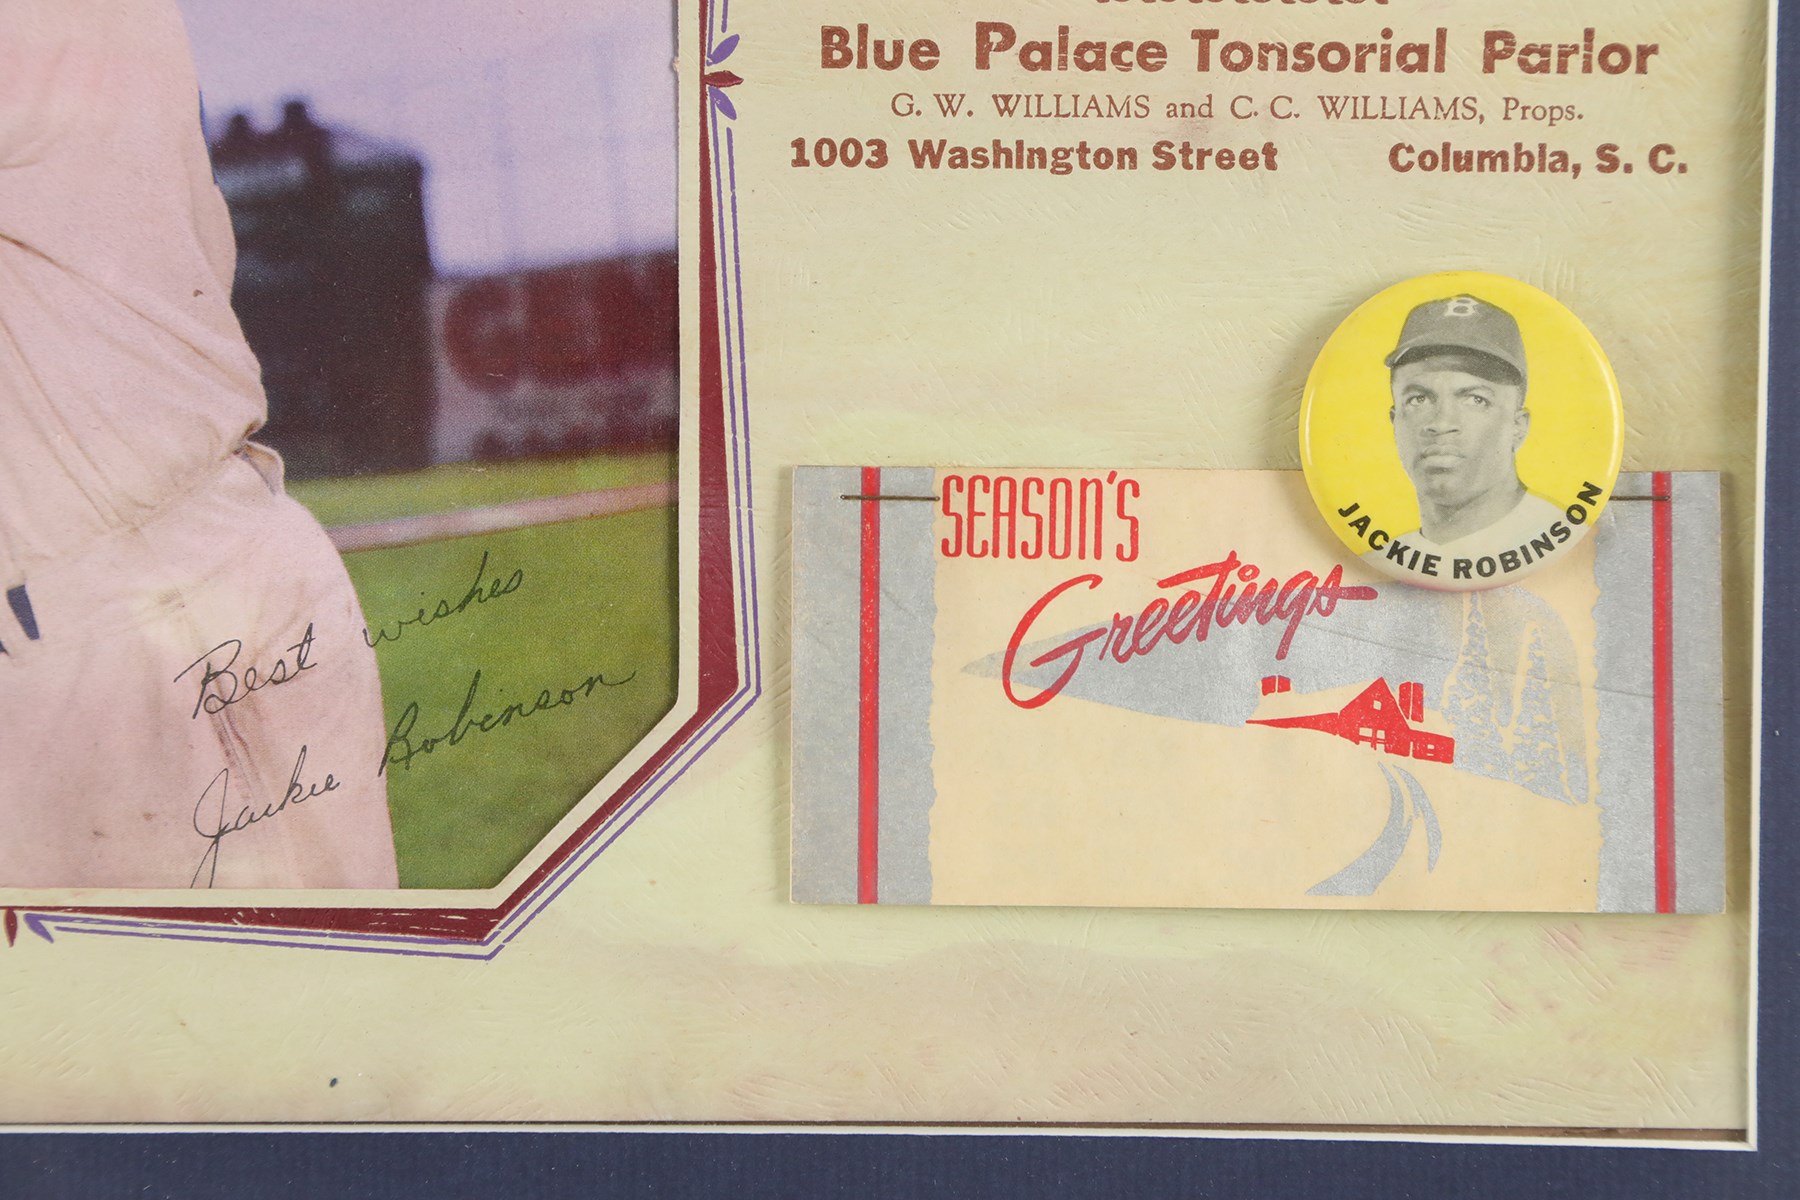 Blue Palace Tonsorial Parlor
G. W. WILLIAMS and C. C. WILLIAMS, Props.
1003 Washington Street Columbia, S. C.
B
JACKIE ROBINSON
SEASON'S
Greetings
Best wishes
Jackie Robinson